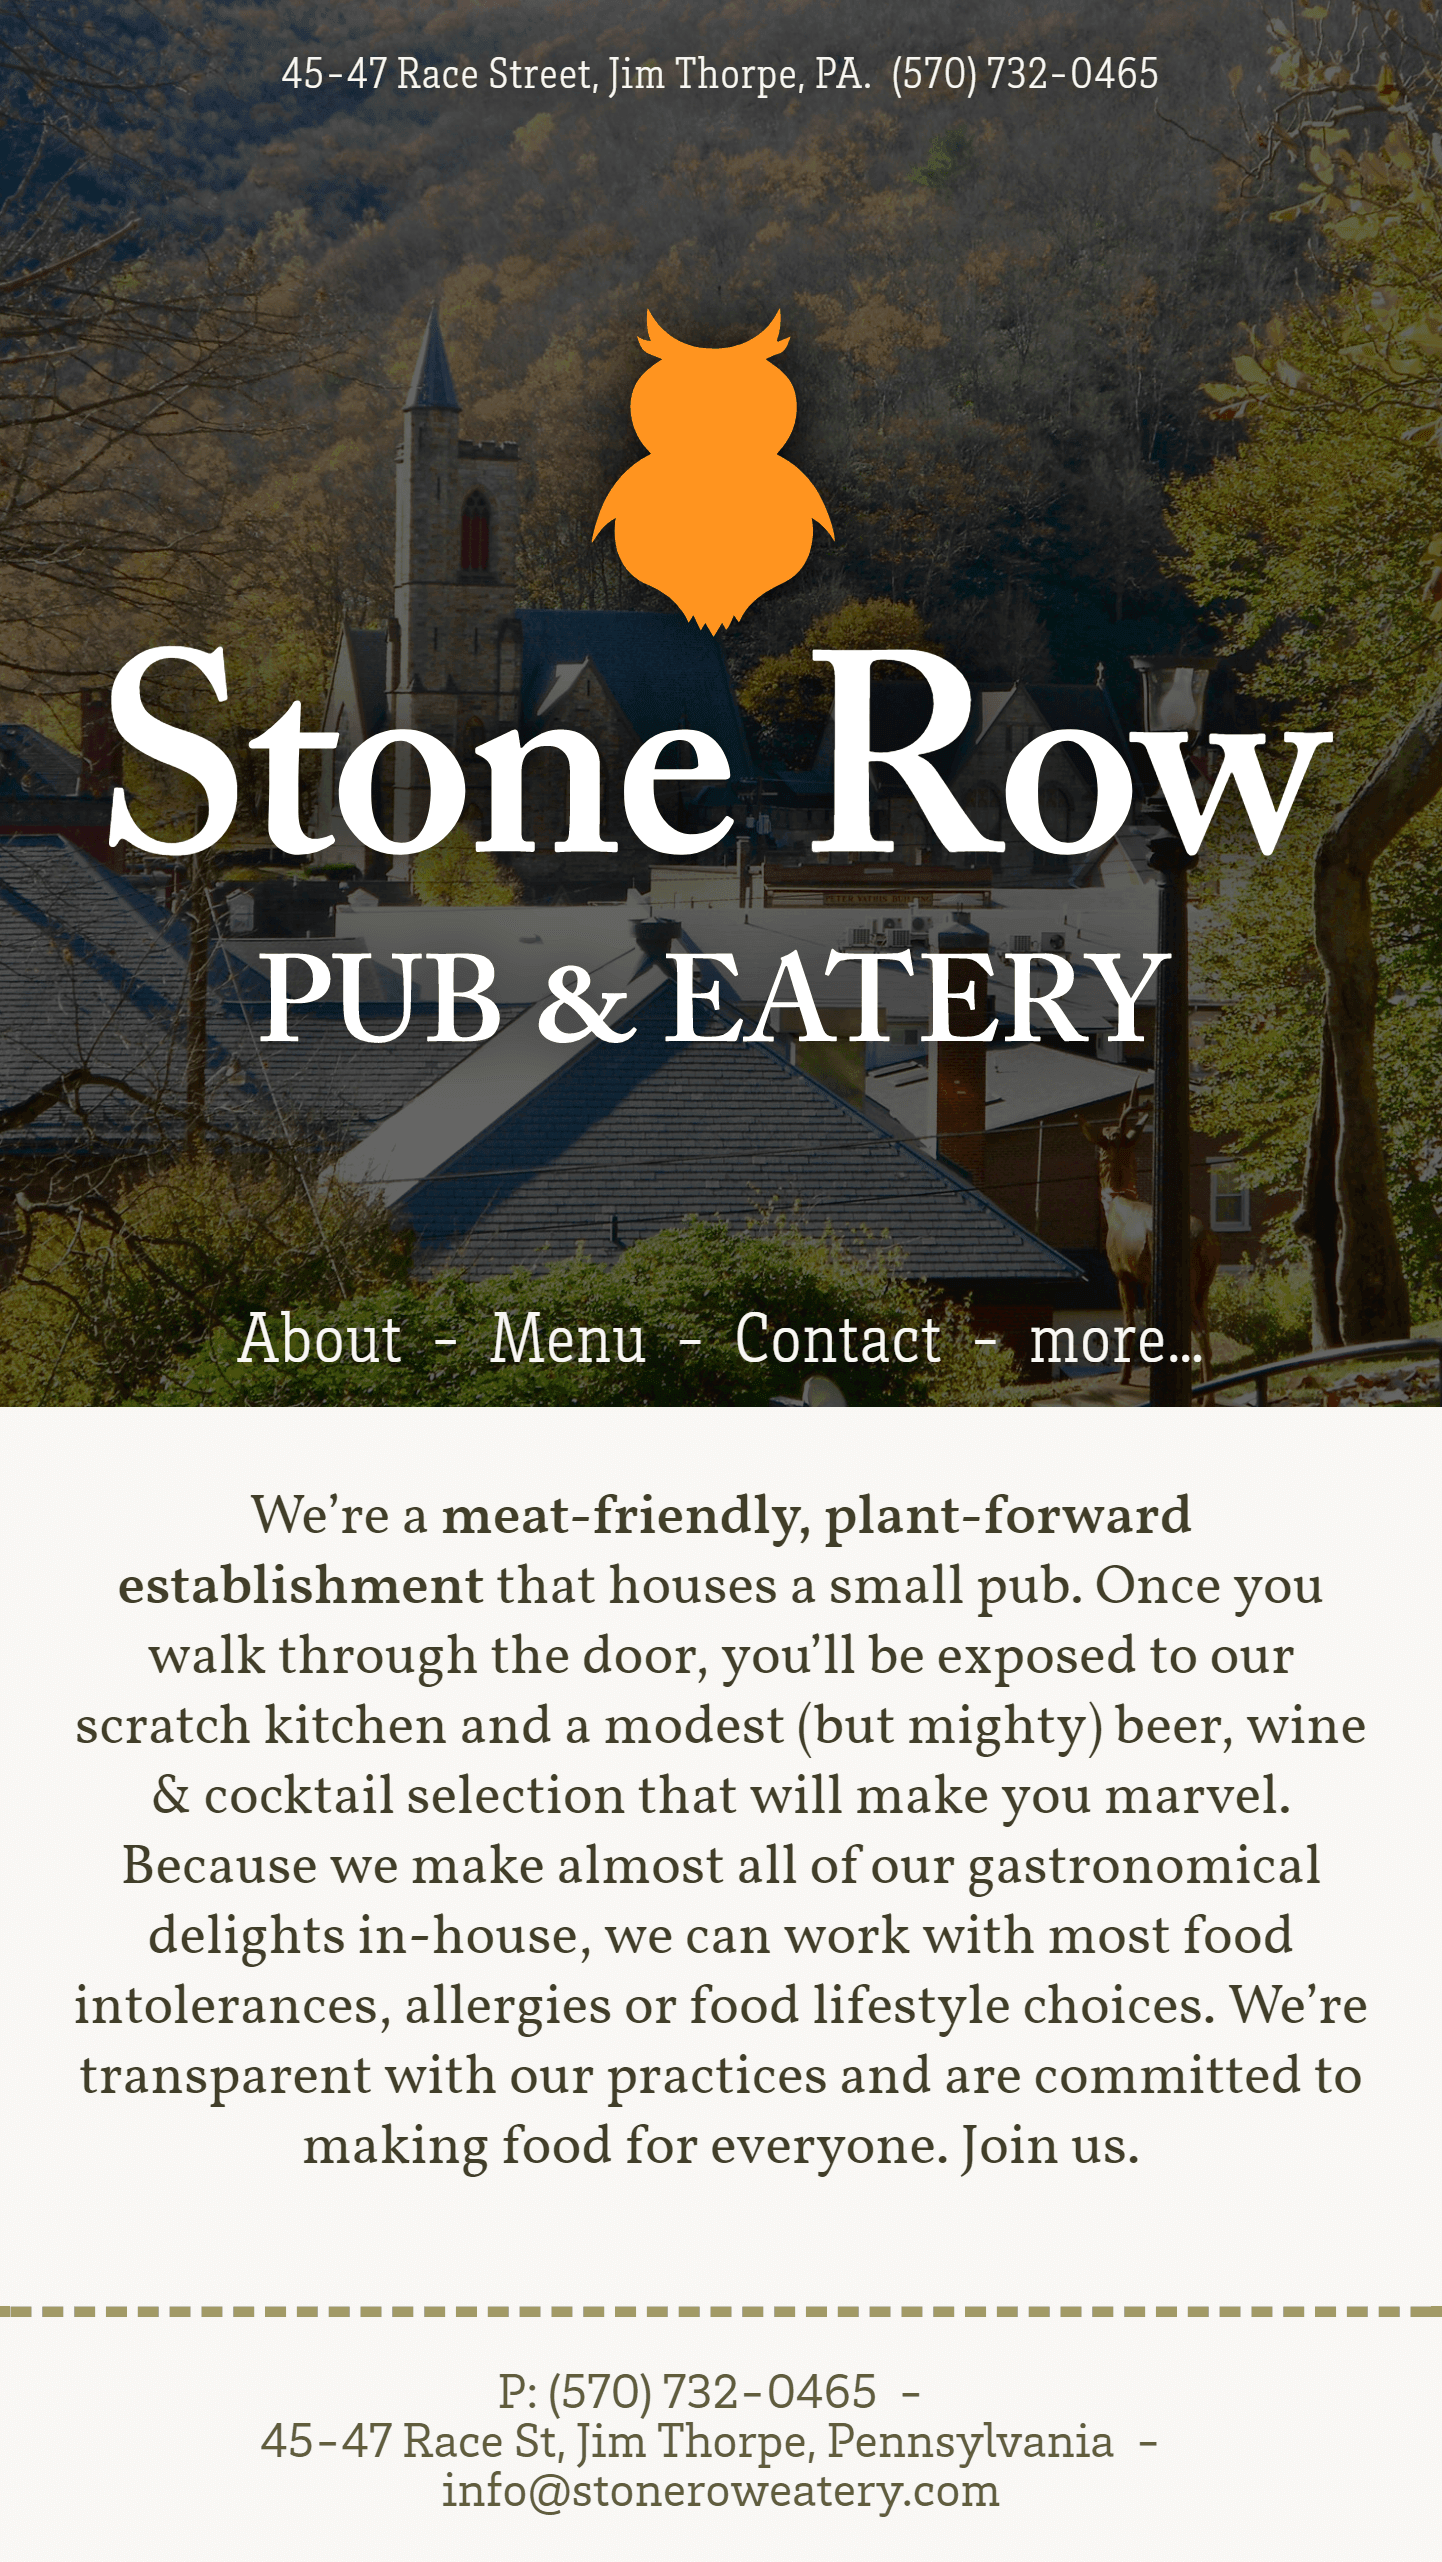 45-47 Race Street, Jim Thorpe, PA. (570) 732-0465
Stone Row
PUB & EATERY
PETER YATHIS BUILDING
About - Menu - Contact - more...
We’re a meat-friendly, plant-forward
establishment that houses a small pub. Once you
walk through the door, you’ll be exposed to our
scratch kitchen and a modest (but mighty) beer, wine
& cocktail selection that will make you marvel.
Because we make almost all of our gastronomical
delights in-house, we can work with most food
intolerances, allergies or food lifestyle choices. We’re
transparent with our practices and are committed to
making food for everyone. Join us.
P: (570) 732-0465 -
45-47 Race St, Jim Thorpe, Pennsylvania -
info@stoneroweatery.com